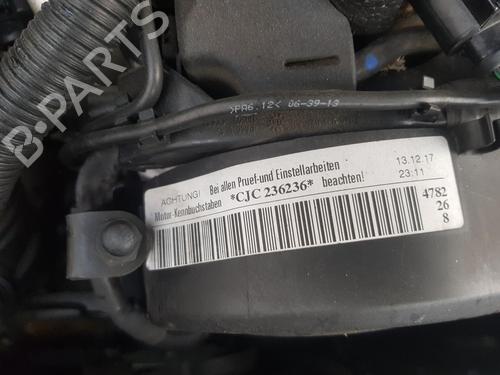 B-PARTS
>PA6.12< 06-39-13
ACHTUNG! Bei allen Pruef-und Einstellarbeiten
Motor-Kennbuchstaben *CJC 236236* beachten!
13.12.17
23:11
4782
26
8